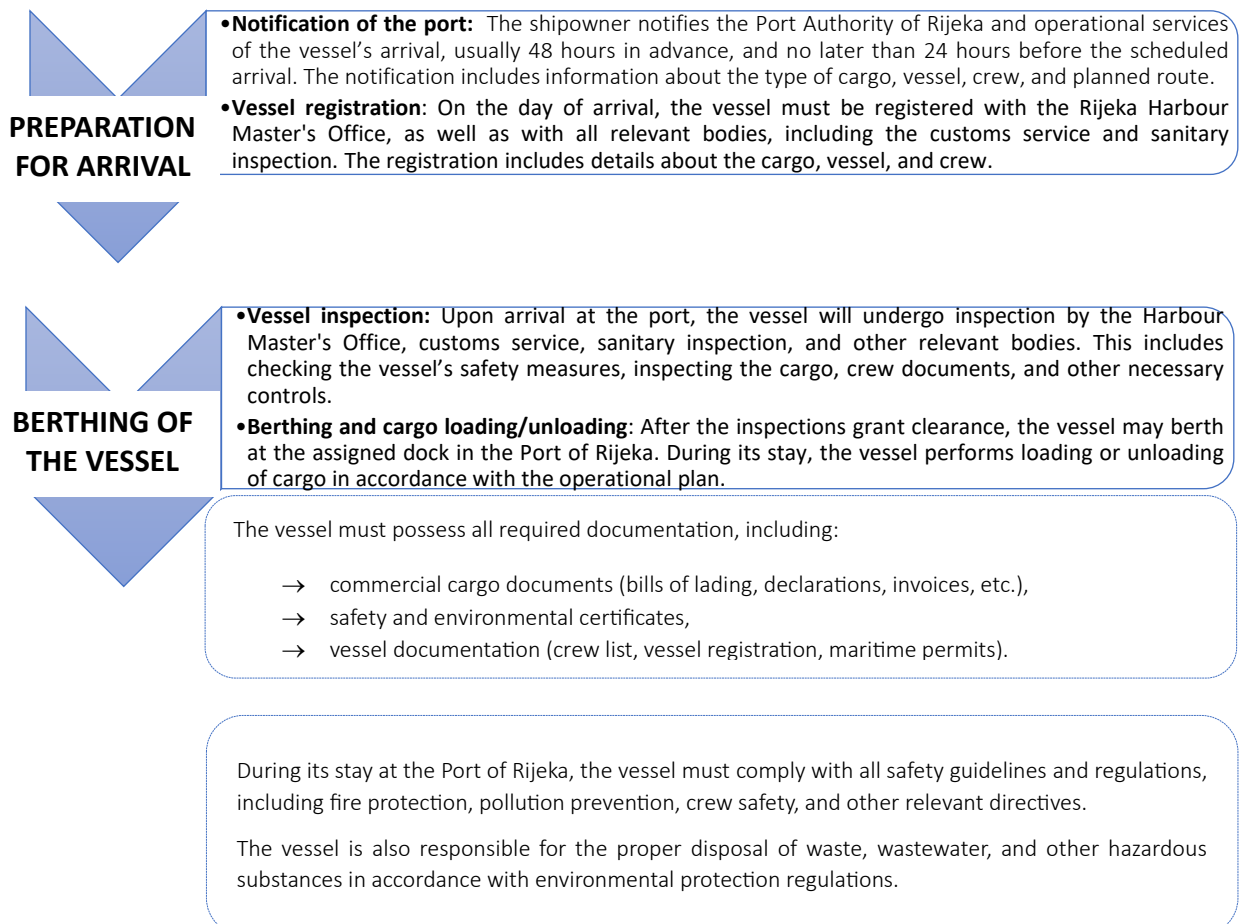 •Notification of the port: The shipowner notifies the Port Authority of Rijeka and operational services
of the vessel’s arrival, usually 48 hours in advance, and no later than 24 hours before the scheduled
arrival. The notification includes information about the type of cargo, vessel, crew, and planned route.
•Vessel registration: On the day of arrival, the vessel must be registered with the Rijeka Harbour
Master's Office, as well as with all relevant bodies, including the customs service and sanitary
inspection. The registration includes details about the cargo, vessel, and crew.
PREPARATION
FOR ARRIVAL
•Vessel inspection: Upon arrival at the port, the vessel will undergo inspection by the Harbour
Master's Office, customs service, sanitary inspection, and other relevant bodies. This includes
checking the vessel’s safety measures, inspecting the cargo, crew documents, and other necessary
controls.
•Berthing and cargo loading/unloading: After the inspections grant clearance, the vessel may berth
at the assigned dock in the Port of Rijeka. During its stay, the vessel performs loading or unloading
of cargo in accordance with the operational plan.
BERTHING OF
THE VESSEL
The vessel must possess all required documentation, including:
→ commercial cargo documents (bills of lading, declarations, invoices, etc.),
→ safety and environmental certificates,
→ vessel documentation (crew list, vessel registration, maritime permits).
During its stay at the Port of Rijeka, the vessel must comply with all safety guidelines and regulations,
including fire protection, pollution prevention, crew safety, and other relevant directives.
The vessel is also responsible for the proper disposal of waste, wastewater, and other hazardous
substances in accordance with environmental protection regulations.